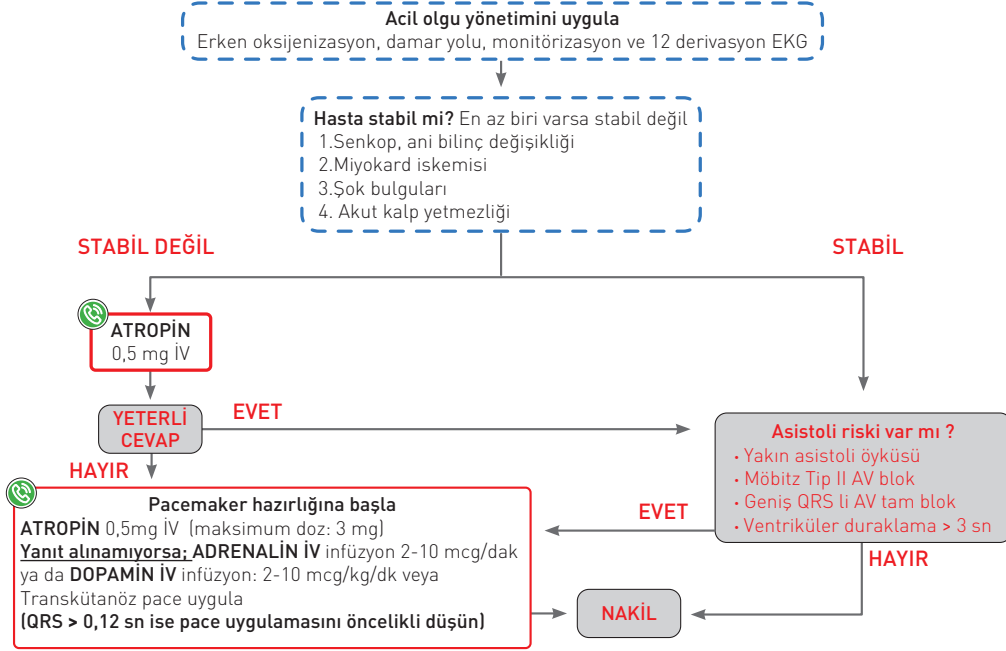 Acil olgu yönetimini uygula
Erken oksijenizasyon, damar yolu, monitörizasyon ve 12 derivasyon EKG
Hasta stabil mi? En az biri varsa stabil değil
1.Senkop, ani bilinç değişikliği
2.Miyokard iskemisi
3.Şok bulguları
4. Akut kalp yetmezliği
STABİL DEĞİL
STABİL
ATROPİN
0,5 mg İV
YETERLİ
CEVAP
EVET
HAYIR
Asistoli riski var mı ?
• Yakın asistoli öyküsü
• Möbitz Tip II AV blok
• Geniş QRS li AV tam blok
• Ventriküler duraklama > 3 sn
EVET
HAYIR
Pacemaker hazırlığına başla
ATROPİN 0,5mg İV (maksimum doz: 3 mg)
Yanıt alınamıyorsa; ADRENALİN İV infüzyon 2-10 mcg/dak
ya da DOPAMİN İV infüzyon: 2-10 mcg/kg/dk veya
Transkütanöz pace uygula
(QRS > 0,12 sn ise pace uygulamasını öncelikli düşün)
NAKİL